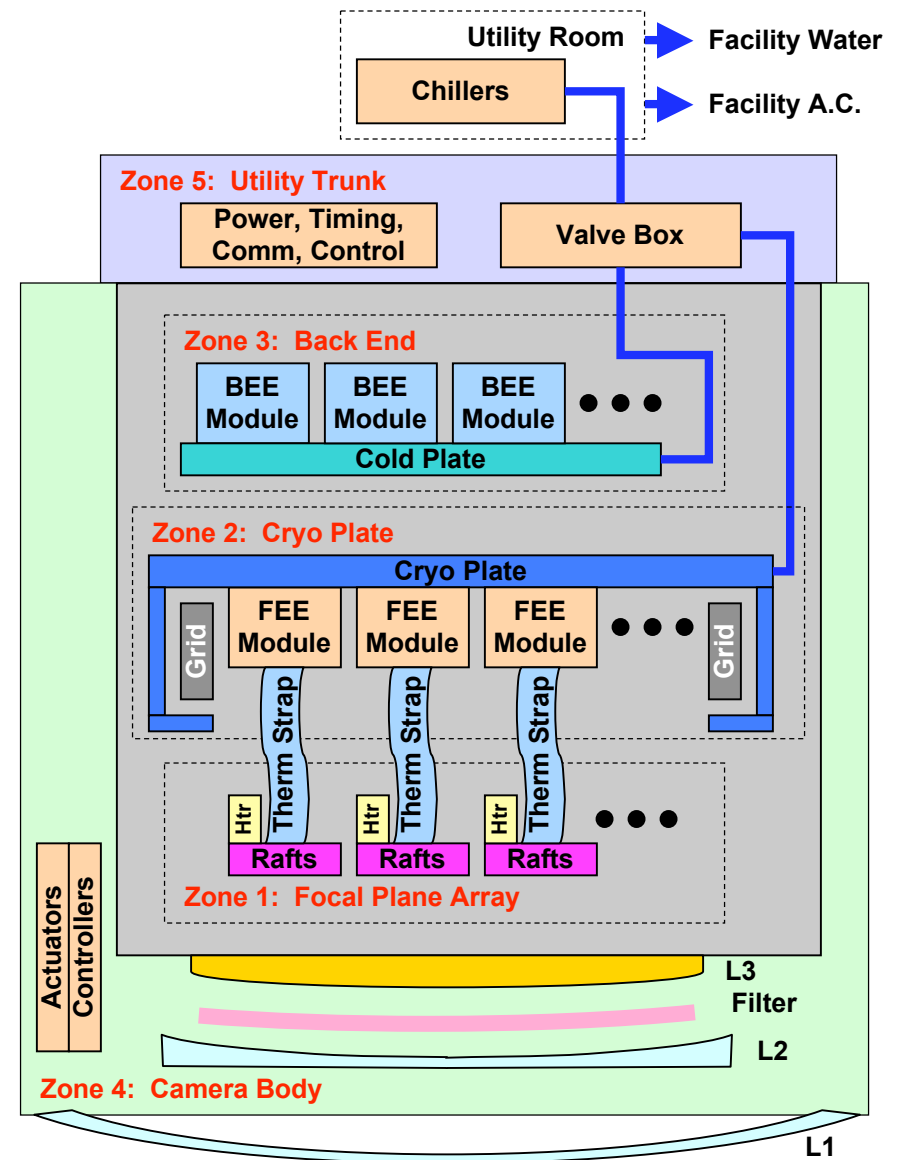 Utility Room
Facility Water
Chillers
Facility A.C.
Zone 5: Utility Trunk
Power, Timing,
Comm, Control
Valve Box
Zone 3: Back End
BEE
Module
BEE
Module
BEE
Module
Cold Plate
Zone 2: Cryo Plate
Cryo Plate
Grid
FEE
Module
FEE
Module
FEE
Module
Grid
Therm Strap
Therm Strap
Therm Strap
Htr
Htr
Htr
Rafts
Rafts
Rafts
Zone 1: Focal Plane Array
Actuators
Controllers
L3
Filter
L2
Zone 4: Camera Body
L1